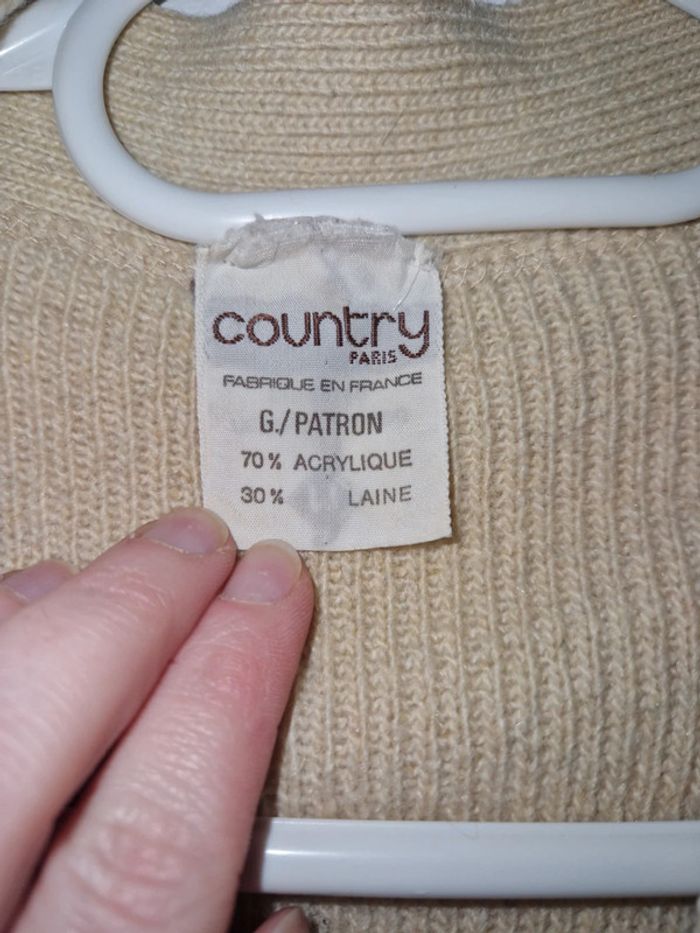 country
PARIS
FABRIQUE EN FRANCE
G./PATRON
70% ACRYLIQUE
30% LAINE